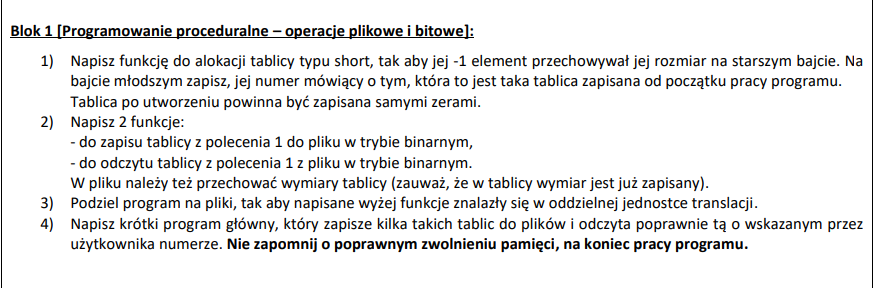 Blok 1 [Programowanie proceduralne – operacje plikowe i bitowe]:
1) Napisz funkcję do alokacji tablicy typu short, tak aby jej -1 element przechowywał jej rozmiar na starszym bajcie. Na
bajcie młodszym zapisz, jej numer mówiący o tym, która to jest taka tablica zapisana od początku pracy programu.
Tablica po utworzeniu powinna być zapisana samymi zerami.
2) Napisz 2 funkcje:
- do zapisu tablicy z polecenia 1 do pliku w trybie binarnym,
- do odczytu tablicy z polecenia 1 z pliku w trybie binarnym.
W pliku należy też przechować wymiary tablicy (zauważ, że w tablicy wymiar jest już zapisany).
3) Podziel program na pliki, tak aby napisane wyżej funkcje znalazły się w oddzielnej jednostce translacji.
4) Napisz krótki program główny, który zapisze kilka takich tablic do plików i odczyta poprawnie tą o wskazanym przez
użytkownika numerze. Nie zapomnij o poprawnym zwolnieniu pamięci, na koniec pracy programu.